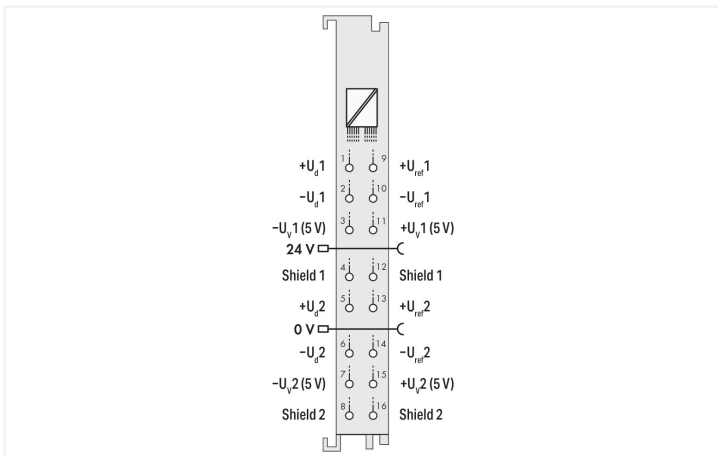 +Ud1 1 9 +Uref1
−Ud1 2 10 −Uref1
−UV1 (5 V) 3 11 +UV1 (5 V)
24 V
Shield 1 4 12 Shield 1
+Ud2 5 13 +Uref2
0 V
−Ud2 6 14 −Uref2
−UV2 (5 V) 7 15 +UV2 (5 V)
Shield 2 8 16 Shield 2